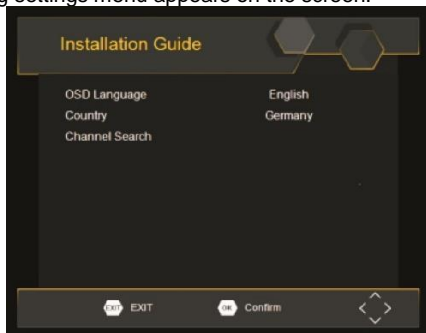 g settings menu appears on the screen.
Installation Guide
OSD Language English
Country Germany
Channel Search
EXIT EXIT OK Confirm